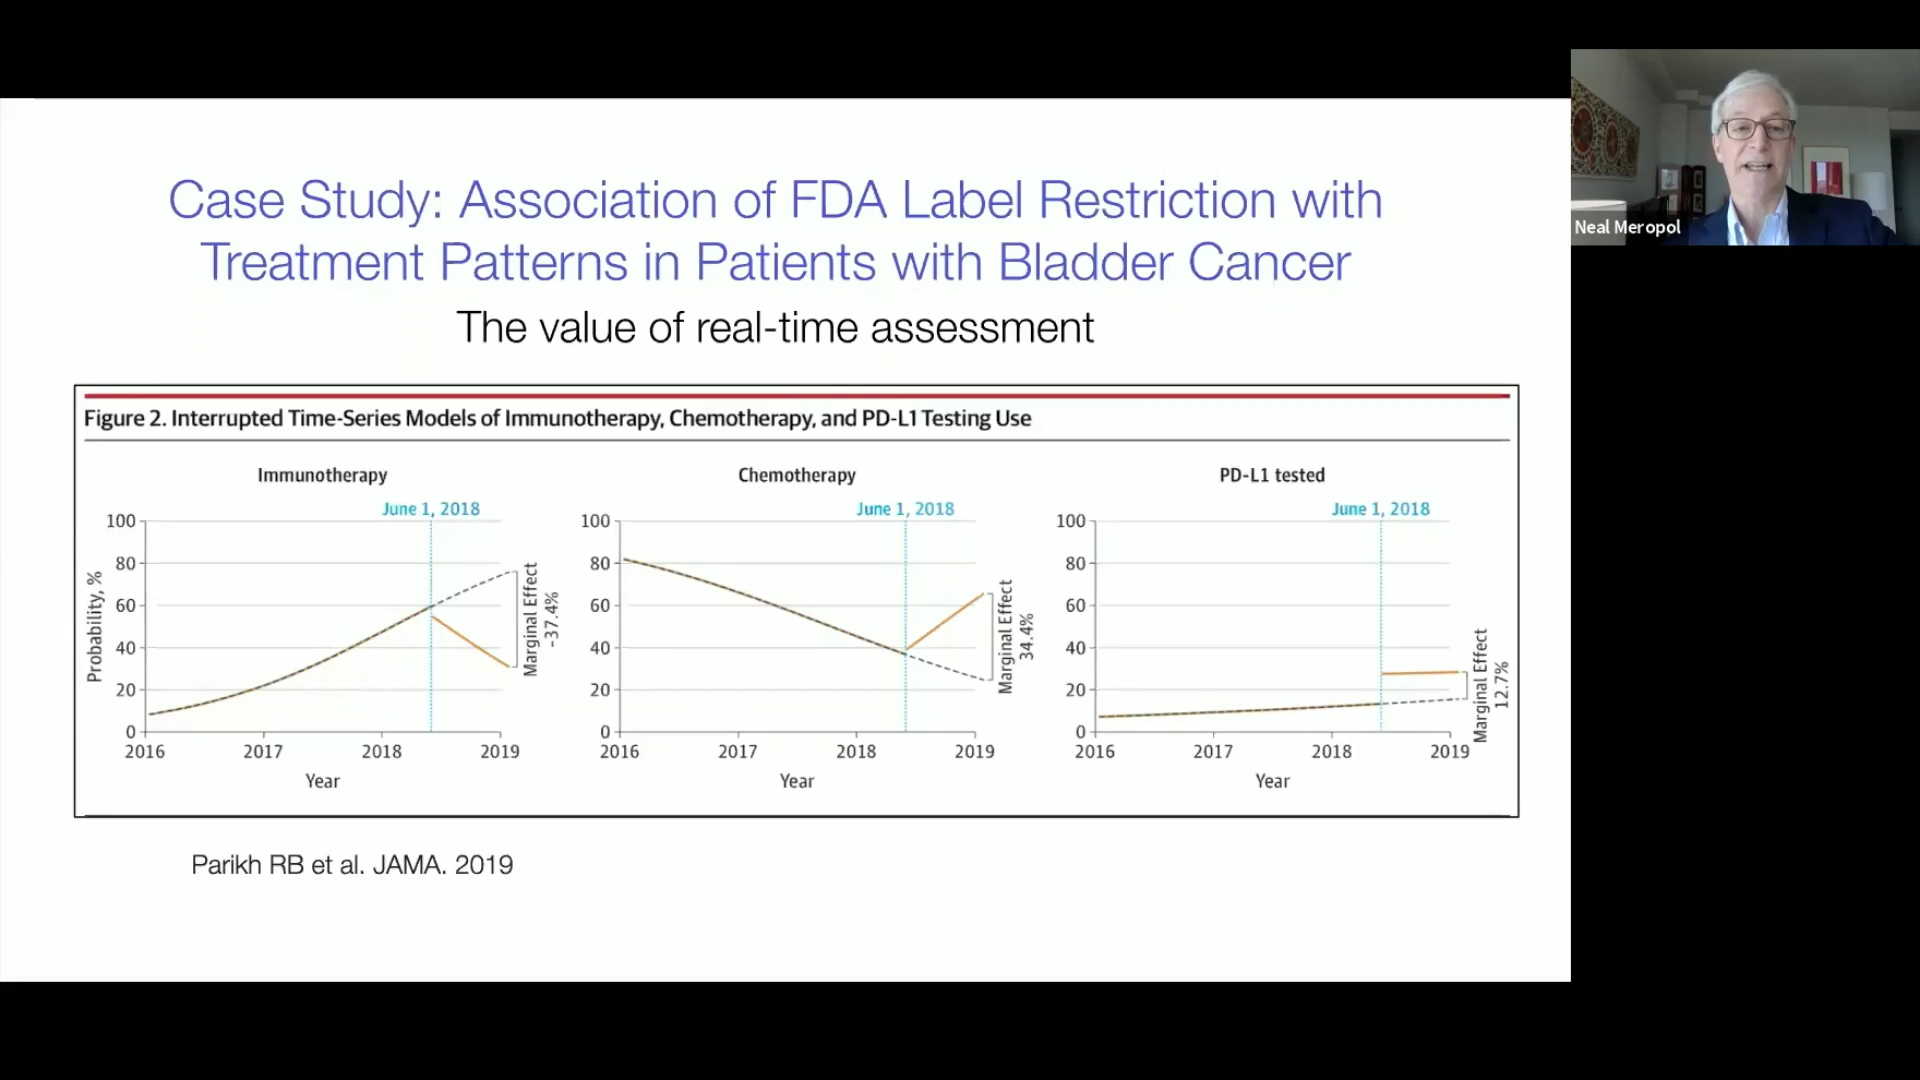 Case Study: Association of FDA Label Restriction with
Treatment Patterns in Patients with Bladder Cancer
The value of real-time assessment
Figure 2. Interrupted Time-Series Models of Immunotherapy, Chemotherapy, and PD-L1 Testing Use
Immunotherapy
June 1, 2018
Probability, %
100
80
60
40
20
0
2016 2017 2018 2019
Year
Marginal Effect
-37.4%
Chemotherapy
June 1, 2018
100
80
60
40
20
0
2016 2017 2018 2019
Year
Marginal Effect
34.4%
PD-L1 tested
June 1, 2018
100
80
60
40
20
0
2016 2017 2018 2019
Year
Marginal Effect
12.7%
Parikh RB et al. JAMA. 2019
Neal Meropol